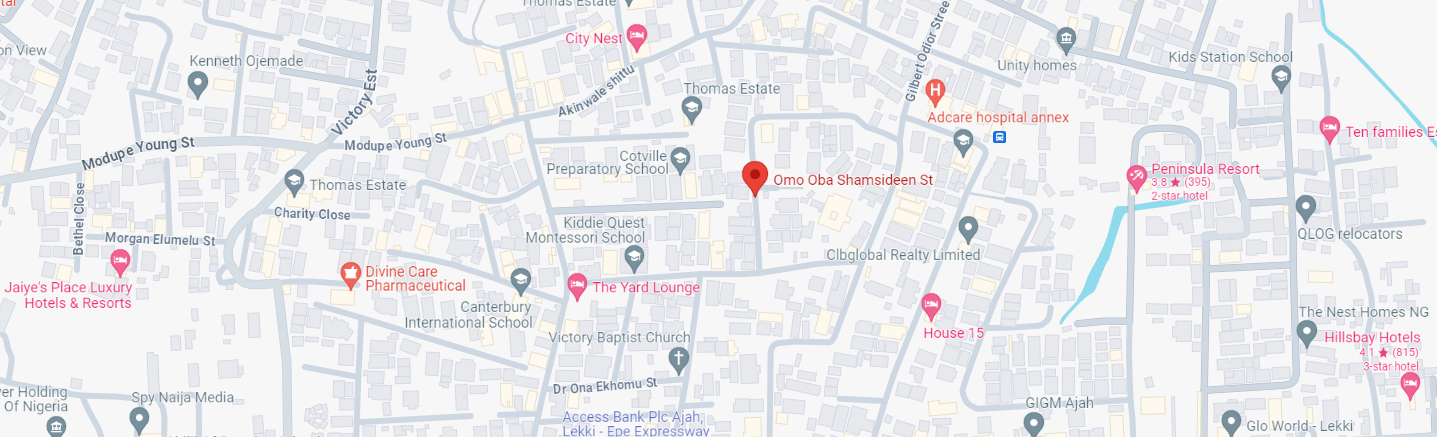 Thomas Estate
City Nest
Gilbert Odior Street
on View
Kenneth Ojemade
Unity homes
Kids Station School
Victory Est
Akinwale shittu
Thomas Estate
H
Adcare hospital annex
Ten families Es
Modupe Young St
Modupe Young St
Cotville
Preparatory School
Omo Oba Shamsideen St
Peninsula Resort
3.8 ★ (395)
2-star hotel
Thomas Estate
Bethel Close
Charity Close
Morgan Elumelu St
Kiddie Quest
Montessori School
QLOG relocators
Clbglobal Realty Limited
Jaiye's Place Luxury
Hotels & Resorts
Divine Care
Pharmaceutical
The Yard Lounge
Canterbury
International School
House 15
The Nest Homes NG
Victory Baptist Church
Hillsbay Hotels
4.1 ★ (815)
3-star hotel
Dr Ona Ekhomu St
er Holding
Of Nigeria
Spy Naija Media
Access Bank Plc Ajah,
Lekki - Epe Expressway
GIGM Ajah
Glo World - Lekki